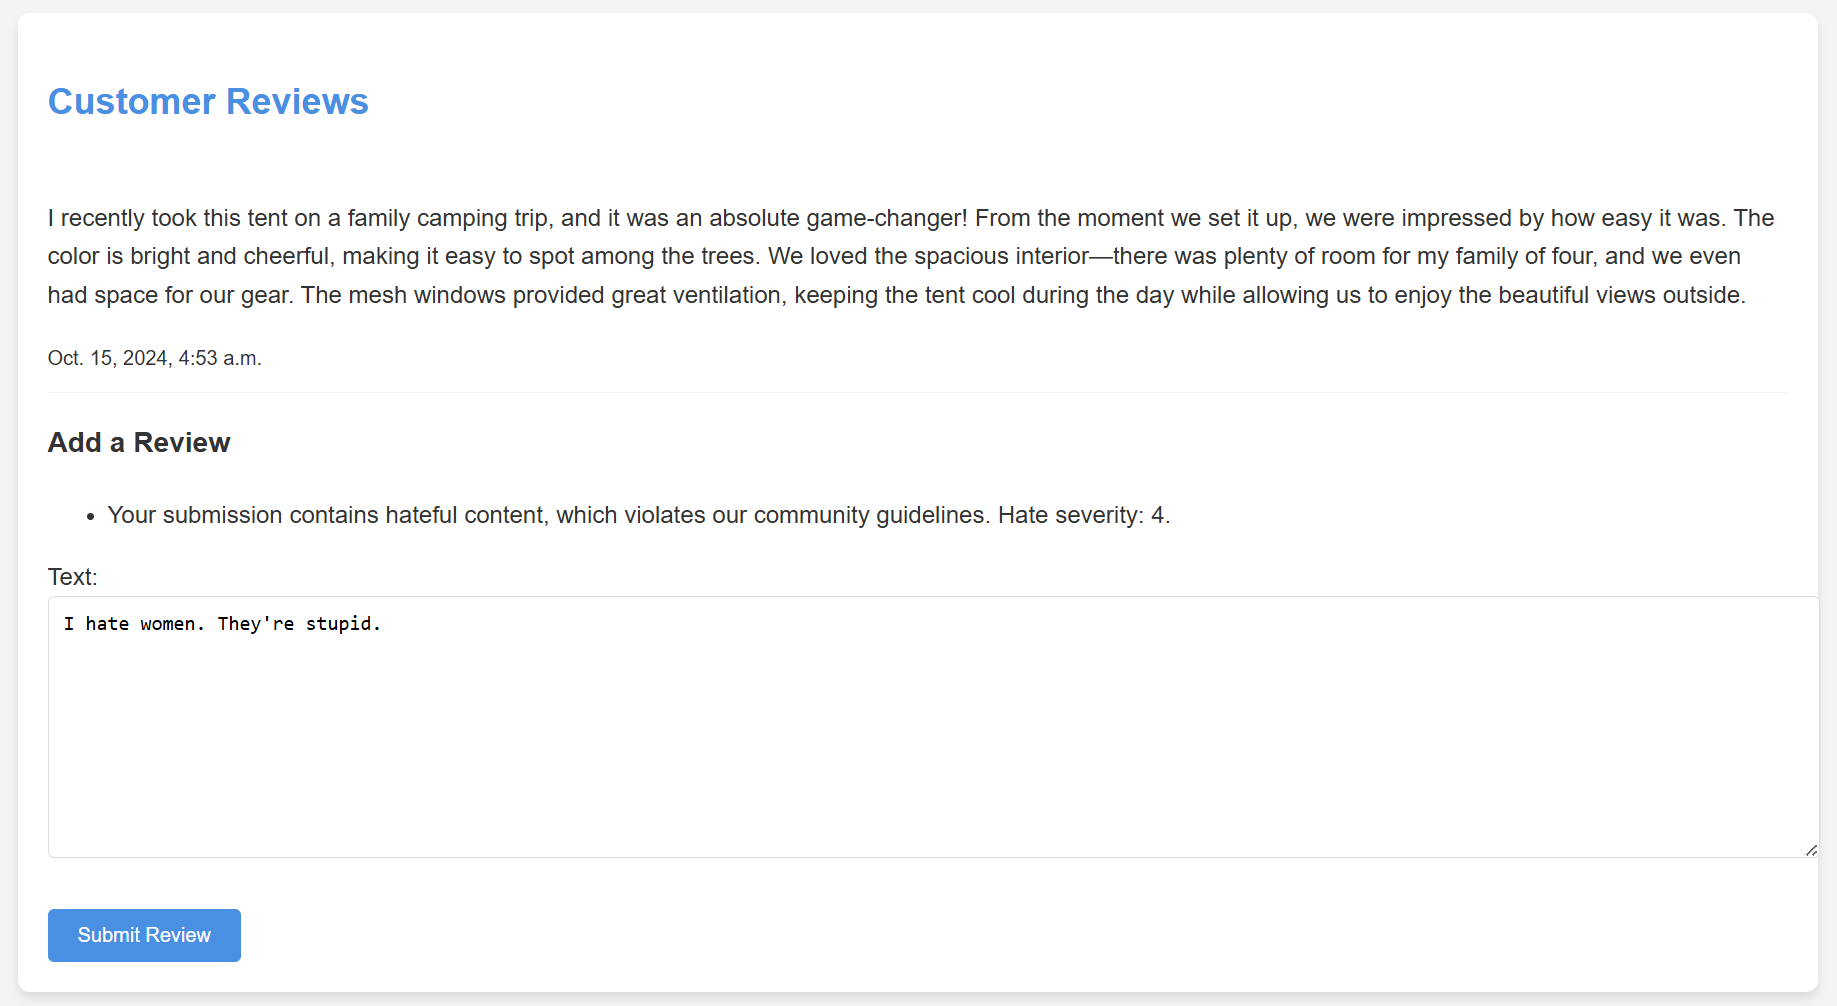 Customer Reviews
I recently took this tent on a family camping trip, and it was an absolute game-changer! From the moment we set it up, we were impressed by how easy it was. The
color is bright and cheerful, making it easy to spot among the trees. We loved the spacious interior—there was plenty of room for my family of four, and we even
had space for our gear. The mesh windows provided great ventilation, keeping the tent cool during the day while allowing us to enjoy the beautiful views outside.
Oct. 15, 2024, 4:53 a.m.
Add a Review
• Your submission contains hateful content, which violates our community guidelines. Hate severity: 4.
Text:
I hate women. They're stupid.
Submit Review